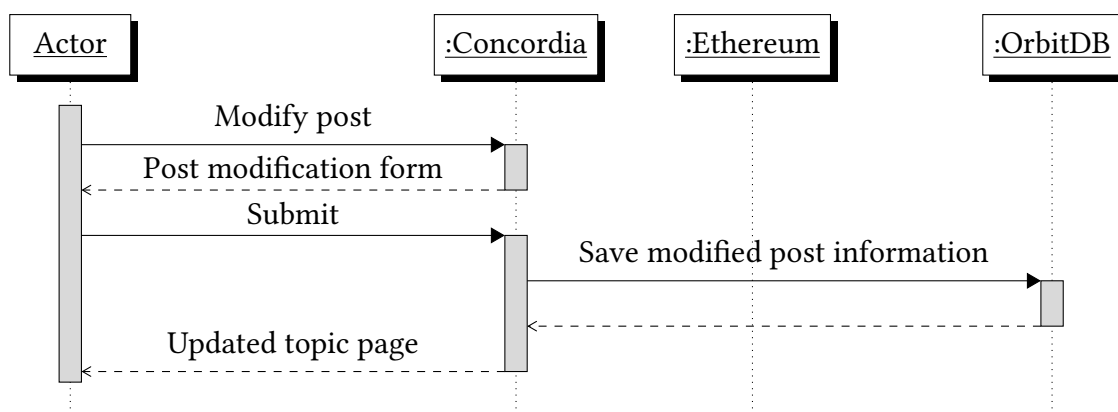 Actor
:Concordia
:Ethereum
:OrbitDB
Modify post
Post modification form
Submit
Save modified post information
Updated topic page